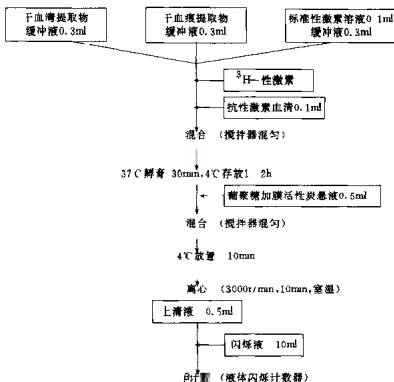 干血湾提取物 干血痕提取物 标准性激素溶液0 1ml
缓冲液0.3ml 缓冲液0.3ml 缓冲液0.3ml
³H—性激素
抗性激素血清0.1ml
混合 (搅拌器混匀)
37℃孵育 30min,4℃存放1 2h
葡聚糖加膜活性炭悬液0.5ml
混合 (搅拌器混匀)
4℃放置 10min
离心 (3000r/min,10min,室温)
上清液 0.5ml
闪烁液 10ml
β计 (液体闪烁计数器)